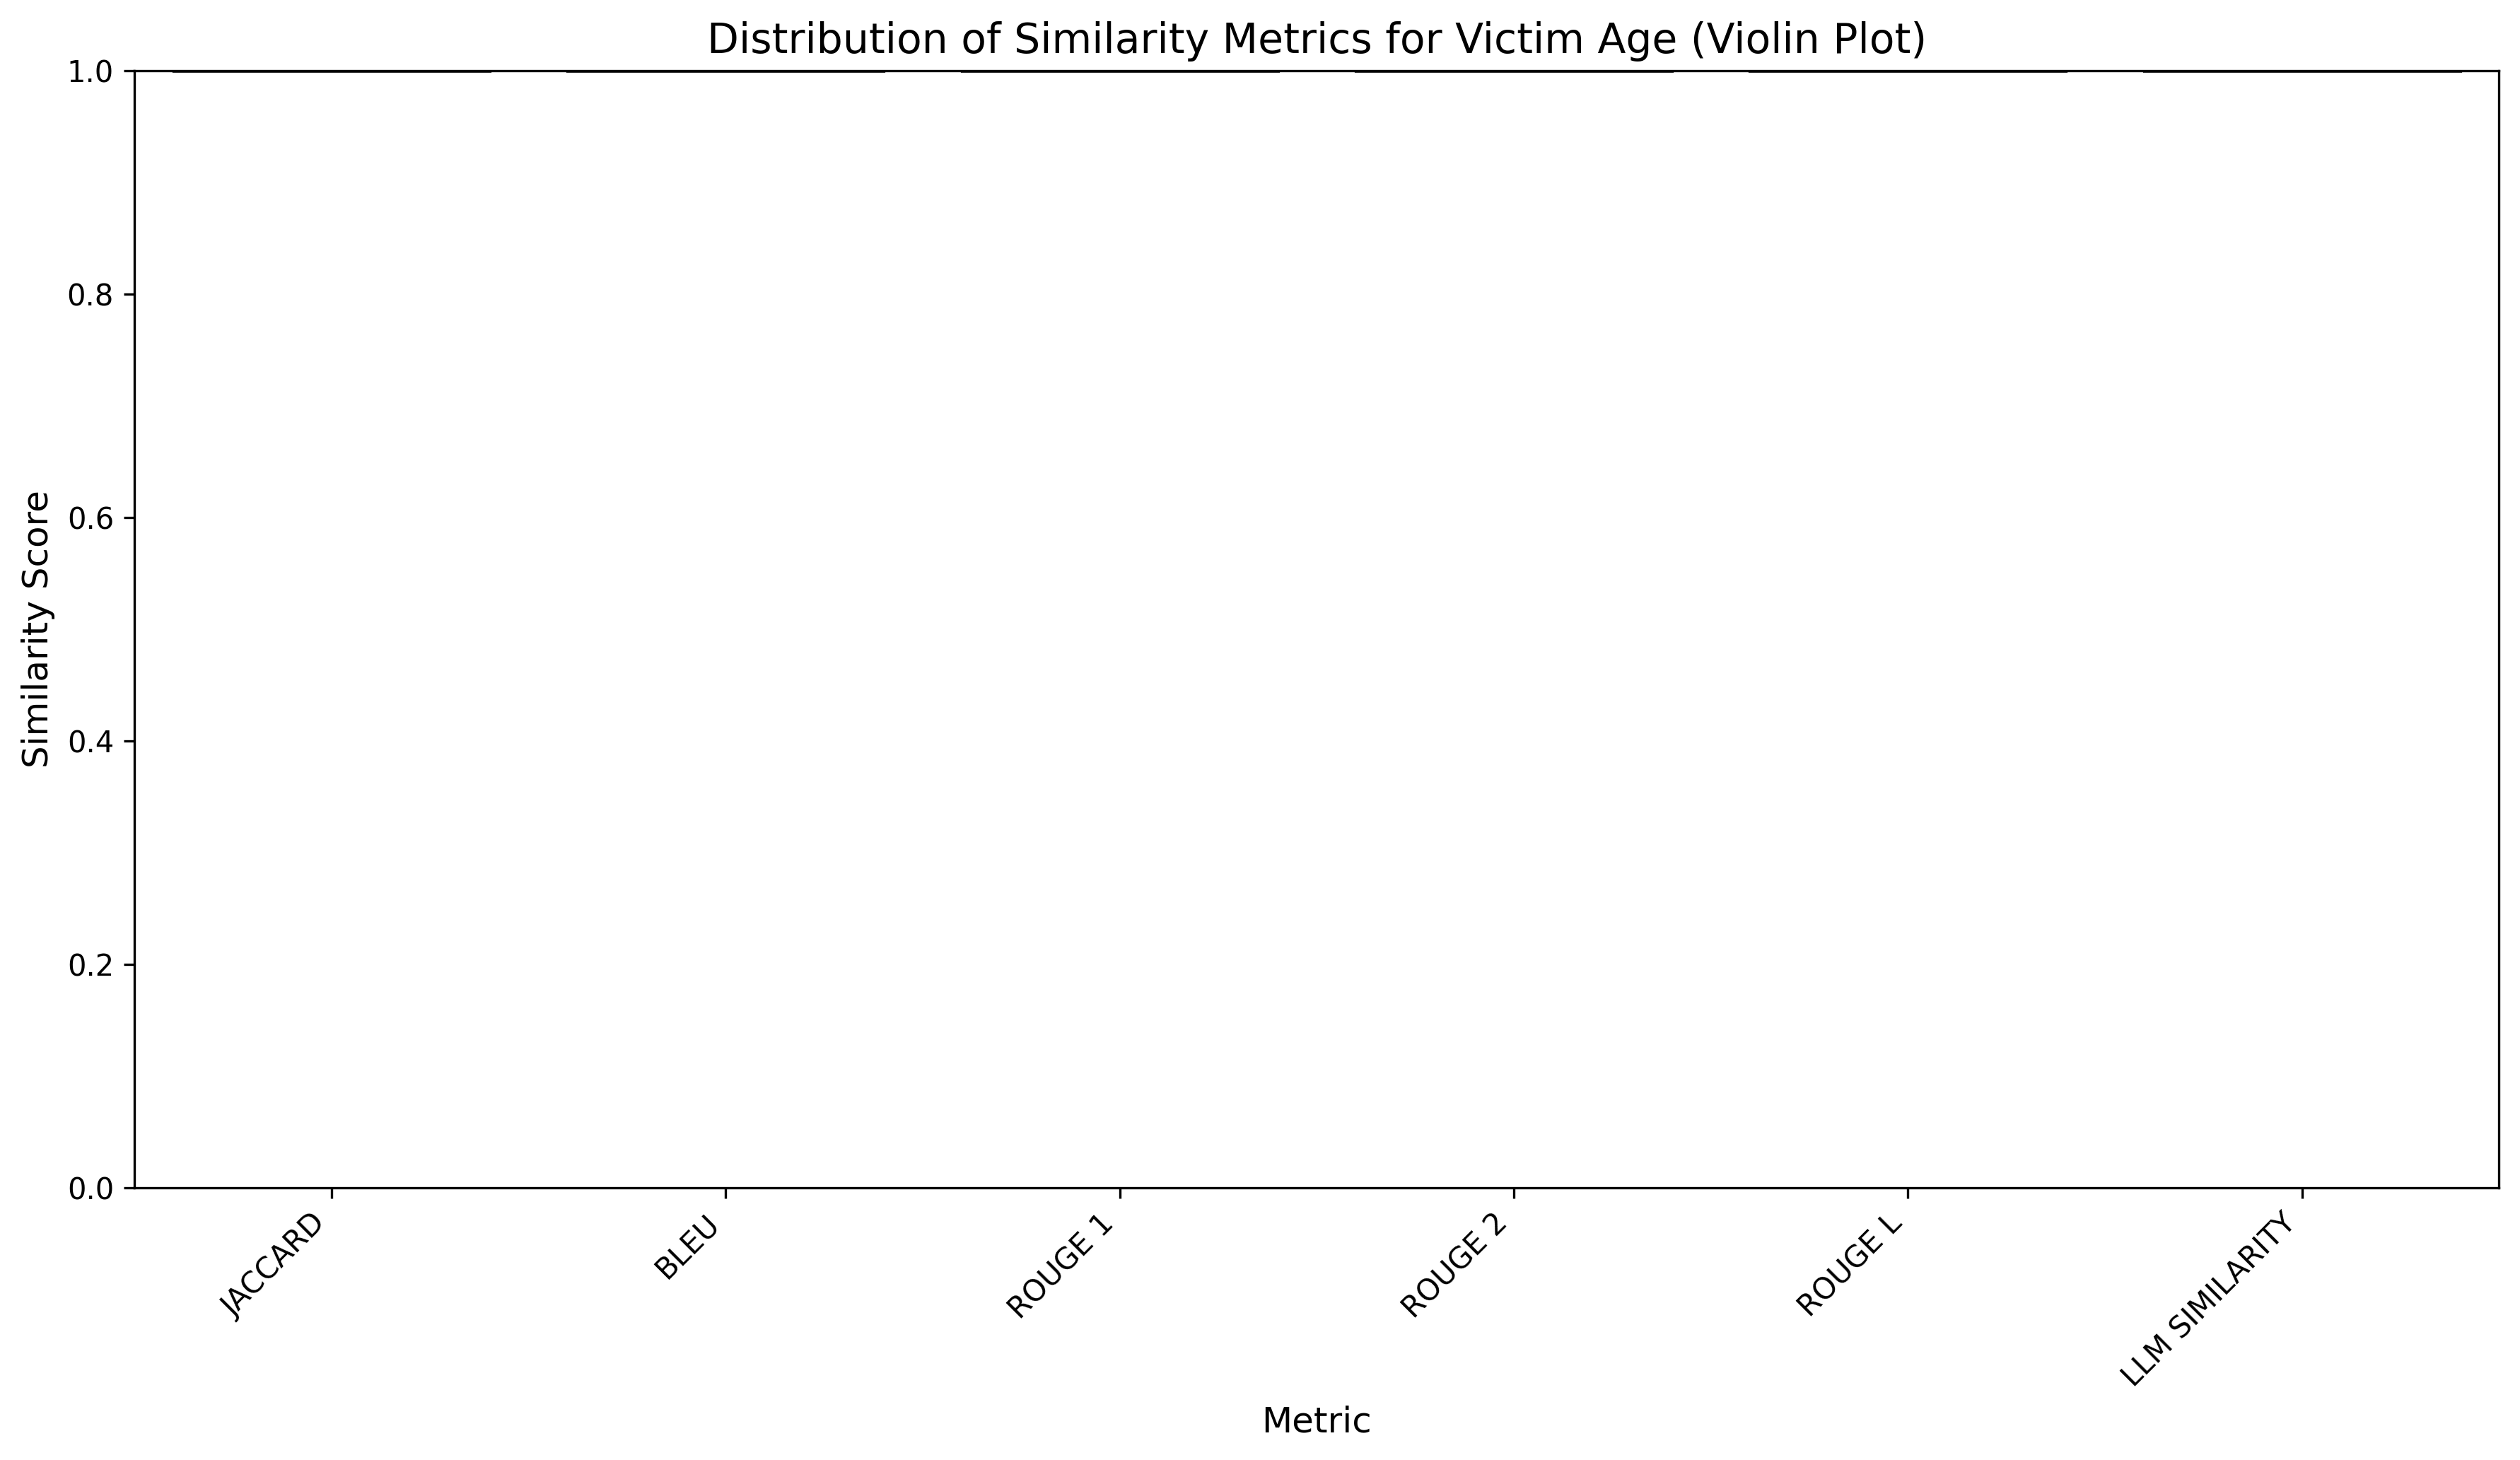 Distribution of Similarity Metrics for Victim Age (Violin Plot)
1.0
0.8
0.6
0.4
0.2
0.0
Similarity Score
JACCARD
BLEU
ROUGE 1
ROUGE 2
ROUGE L
LLM SIMILARITY
Metric